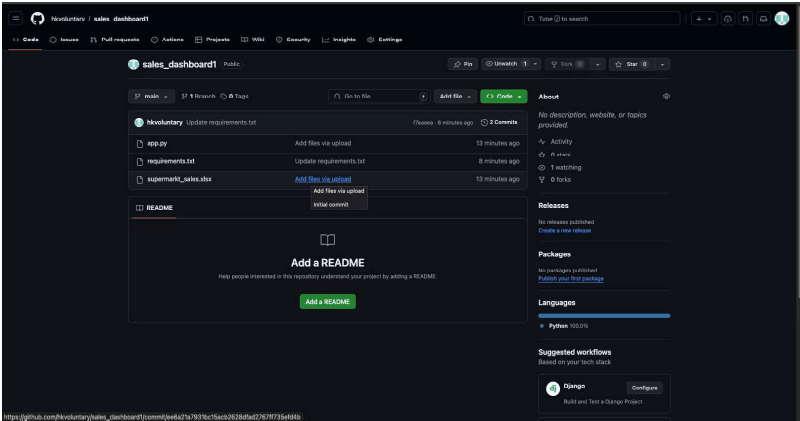 hkvoluntary / sales_dashboard1
Type / to search
Code Issues Pull requests Actions Projects Wiki Security Insights Settings
sales_dashboard1 Public
Pin Unwatch 1 Fork 0 Star 0
main 1 Branch 0 Tags Go to file Add file Code
hkvoluntary Update requirements.txt 8 minutes ago 2 Commits
app.py Add files via upload 13 minutes ago
requirements.txt Update requirements.txt 8 minutes ago
supermarkt_sales.xlsx Add files via upload 13 minutes ago
Add files via upload
Initial commit
README
Add a README
Help people interested in this repository understand your project by adding a README.
Add a README
About
No description, website, or topics
provided.
Activity
0 stars
1 watching
0 forks
Releases
No releases published
Create a new release
Packages
No packages published
Publish your first package
Languages
Python 100.0%
Suggested workflows
Based on your tech stack
dj
Django
Configure
Build and Test a Django Project
https://github.com/hkvoluntary/sales_dashboard1/commit/ee6a21a7931bc15acb2628dfad2767ff735efd4b